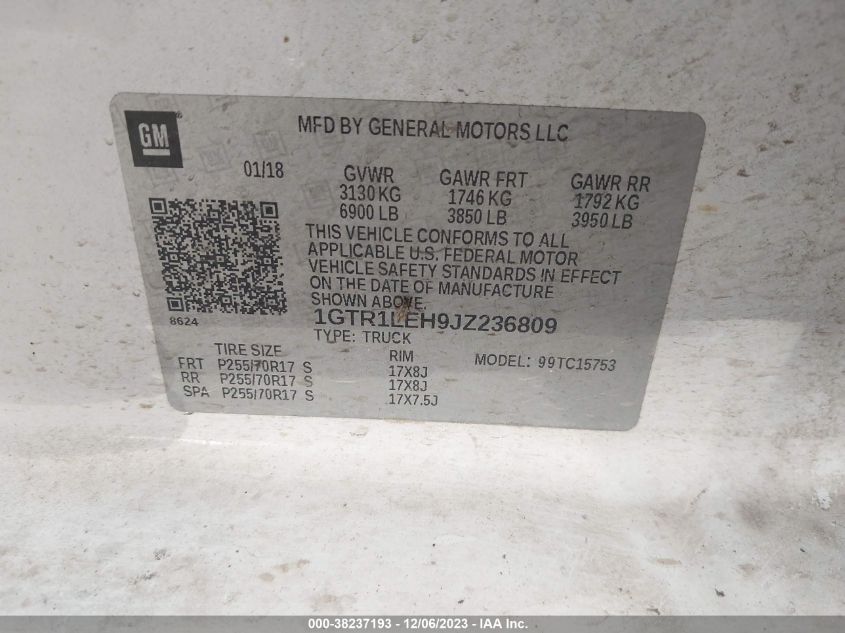 GM
MFD BY GENERAL MOTORS LLC
01/18
GVWR GAWR FRT GAWR RR
3130 KG 1746 KG 1792 KG
6900 LB 3850 LB 3950 LB
THIS VEHICLE CONFORMS TO ALL
APPLICABLE U.S. FEDERAL MOTOR
VEHICLE SAFETY STANDARDS IN EFFECT
ON THE DATE OF MANUFACTURE
SHOWN ABOVE.
8624
1GTR1LEH9JZ236809
TYPE: TRUCK
TIRE SIZE RIM MODEL: 99TC15753
FRT P255/70R17 S 17X8J
RR P255/70R17 S 17X8J
SPA P255/70R17 S 17X7.5J
000-38237193 - 12/06/2023 - IAA Inc.